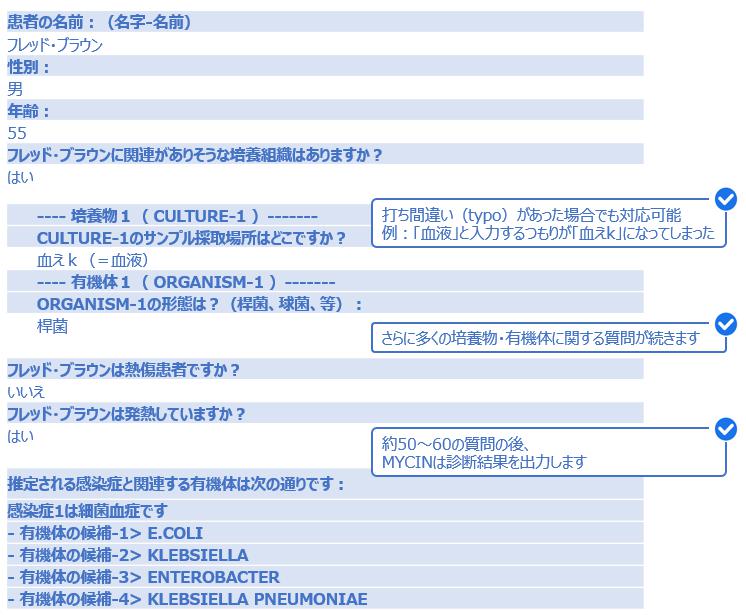 患者の名前：（名字-名前）
フレッド・ブラウン
性別：
男
年齢：
55
フレッド・ブラウンに関連がありそうな培養組織はありますか？
はい
---- 培養物１（ CULTURE-1 ）-------
CULTURE-1のサンプル採取場所はどこですか？
血えｋ（＝血液）
打ち間違い（typo）があった場合でも対応可能
例：「血液」と入力するつもりが「血えk」になってしまった
---- 有機体１（ ORGANISM-1 ）-------
ORGANISM-1の形態は？（桿菌、球菌、等）：
桿菌
さらに多くの培養物・有機体に関する質問が続きます
フレッド・ブラウンは熱傷患者ですか？
いいえ
フレッド・ブラウンは発熱していますか？
はい
約50～60の質問の後、
MYCINは診断結果を出力します
推定される感染症と関連する有機体は次の通りです：
感染症1は細菌血症です
- 有機体の候補-1> E.COLI
- 有機体の候補-2> KLEBSIELLA
- 有機体の候補-3> ENTEROBACTER
- 有機体の候補-4> KLEBSIELLA PNEUMONIAE